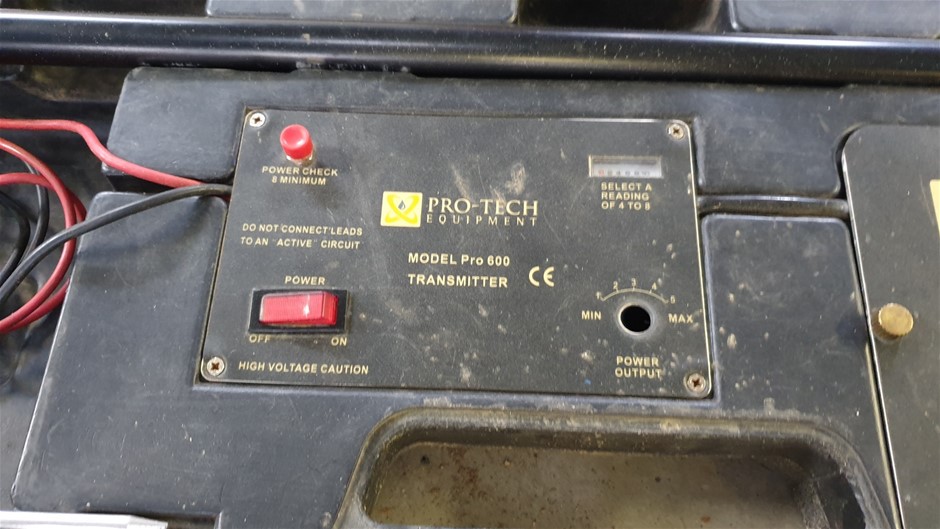 POWER CHECK
8 MINIMUM
SELECT A
READING
OF 4 TO 8
PRO-TECH
EQUIPMENT
DO NOT CONNECT LEADS
TO AN "ACTIVE" CIRCUIT
MODEL Pro 600
TRANSMITTER CE
POWER
OFF ON
1 2 3 4 5
MIN MAX
POWER
OUTPUT
HIGH VOLTAGE CAUTION